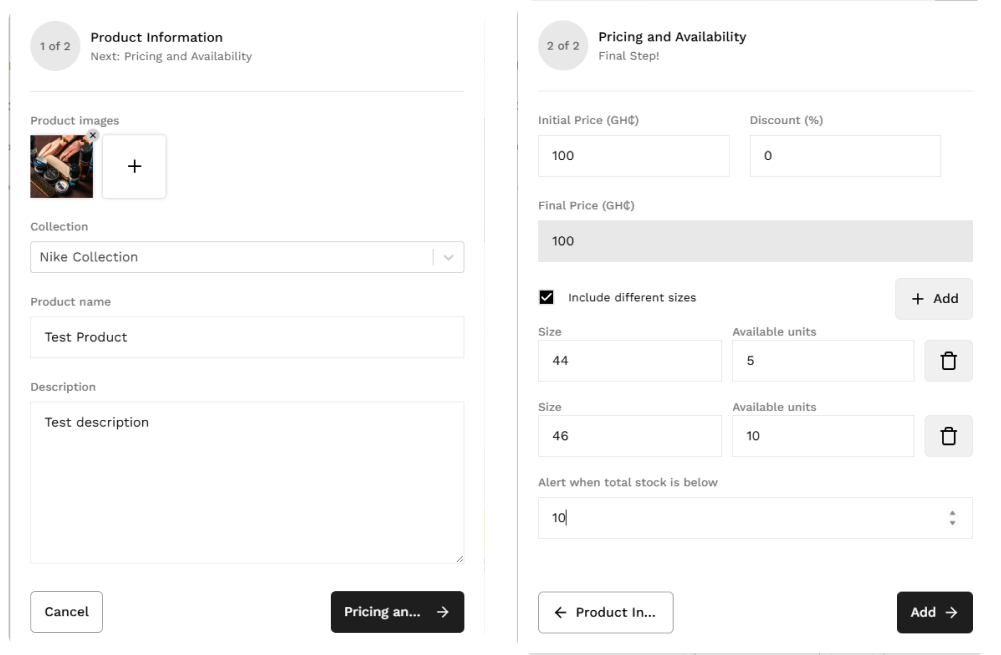 1 of 2
Product Information
Next: Pricing and Availability
Product images
Collection
Nike Collection
Product name
Test Product
Description
Test description
Cancel
Pricing an...
2 of 2
Pricing and Availability
Final Step!
Initial Price (GH₵)
Discount (%)
100
0
Final Price (GH₵)
100
Include different sizes
+ Add
Size
Available units
44
5
Size
Available units
46
10
Alert when total stock is below
10
← Product In...
Add →